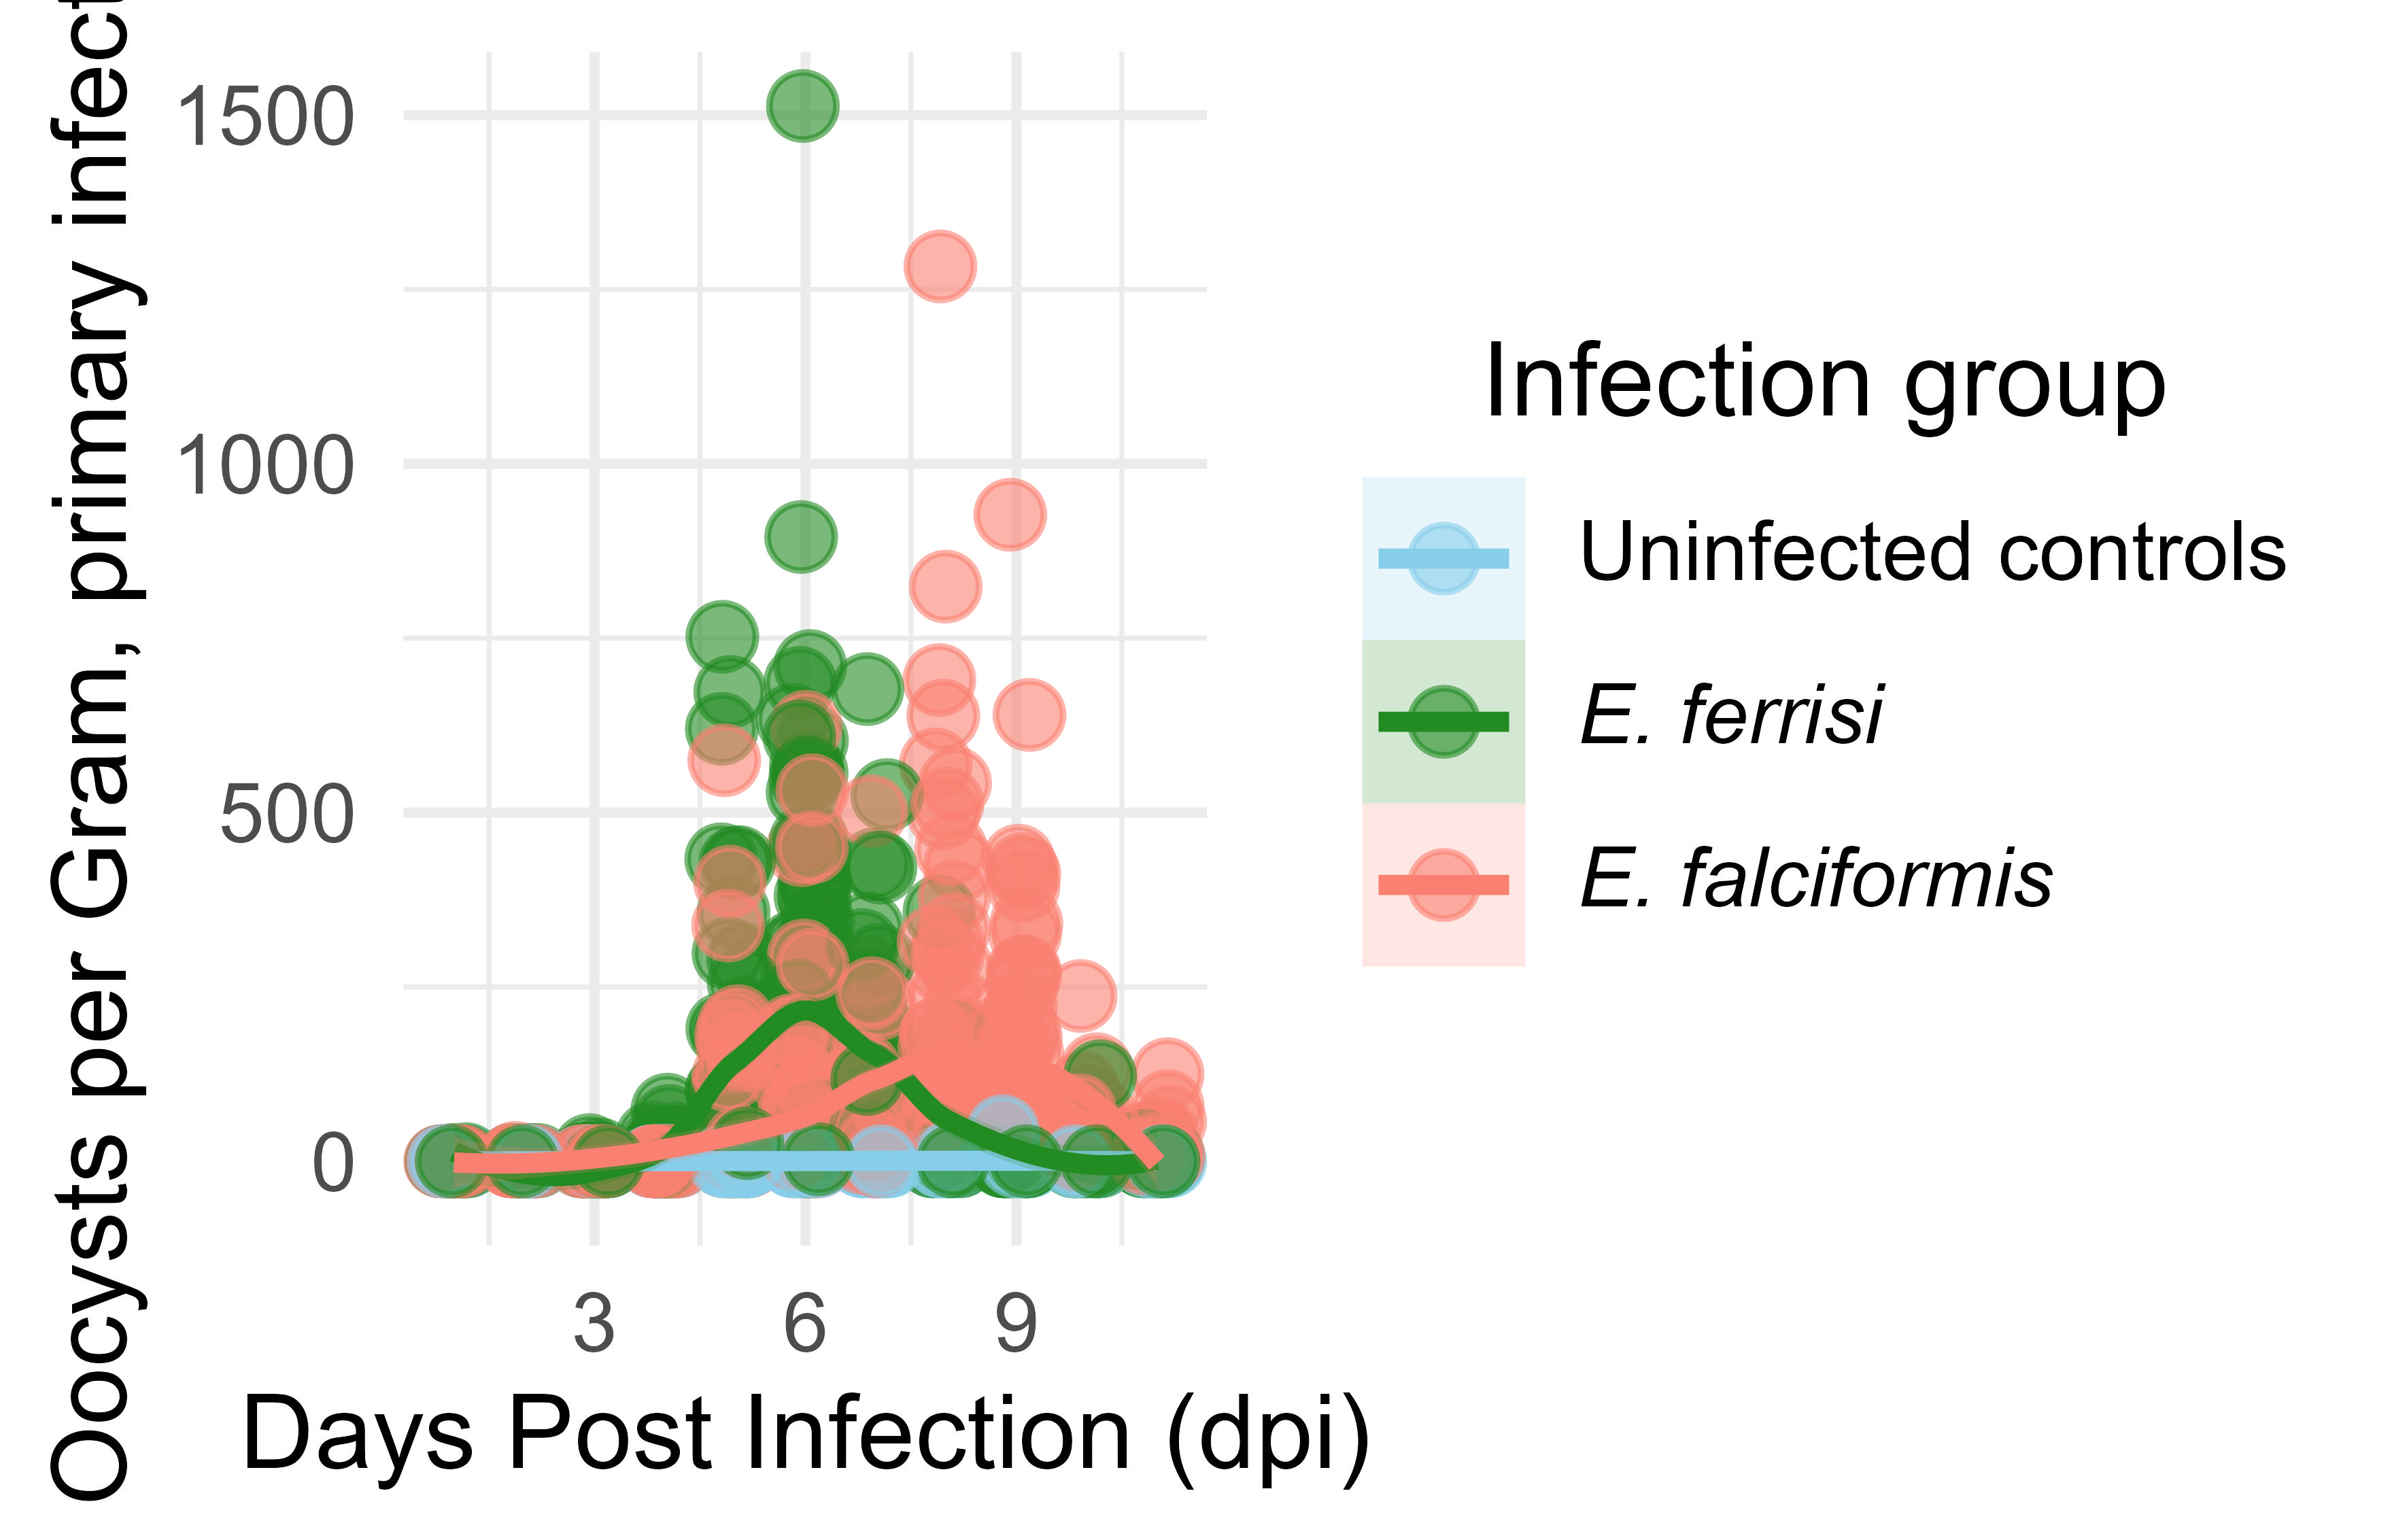 Oocysts per Gram, primary infect
1500
1000
500
0
3 6 9
Days Post Infection (dpi)
Infection group
Uninfected controls
E. ferrisi
E. falciformis